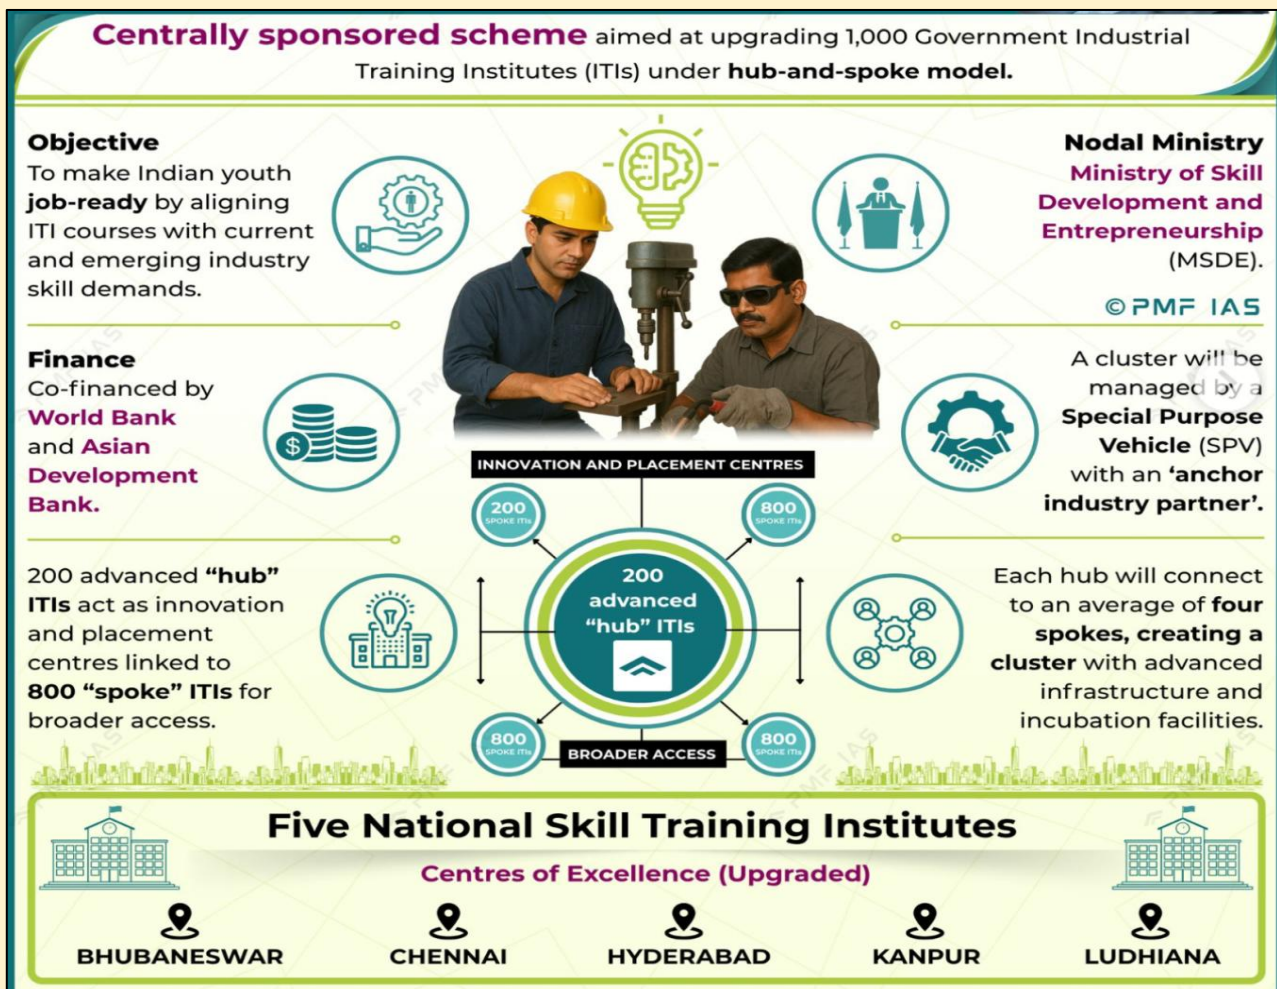 Centrally sponsored scheme aimed at upgrading 1,000 Government Industrial
Training Institutes (ITIs) under hub-and-spoke model.
Objective
To make Indian youth
job-ready by aligning
ITI courses with current
and emerging industry
skill demands.
Nodal Ministry
Ministry of Skill
Development and
Entrepreneurship
(MSDE).
© PMF IAS
Finance
Co-financed by
World Bank
and Asian
Development
Bank.
A cluster will be
managed by a
Special Purpose
Vehicle (SPV)
with an ‘anchor
industry partner’.
INNOVATION AND PLACEMENT CENTRES
200
SPOKE ITIs
800
SPOKE ITIs
200
advanced
“hub” ITIs
800
SPOKE ITIs
800
SPOKE ITIs
BROADER ACCESS
200 advanced “hub”
ITIs act as innovation
and placement
centres linked to
800 “spoke” ITIs for
broader access.
Each hub will connect
to an average of four
spokes, creating a
cluster with advanced
infrastructure and
incubation facilities.
Five National Skill Training Institutes
Centres of Excellence (Upgraded)
BHUBANESWAR
CHENNAI
HYDERABAD
KANPUR
LUDHIANA